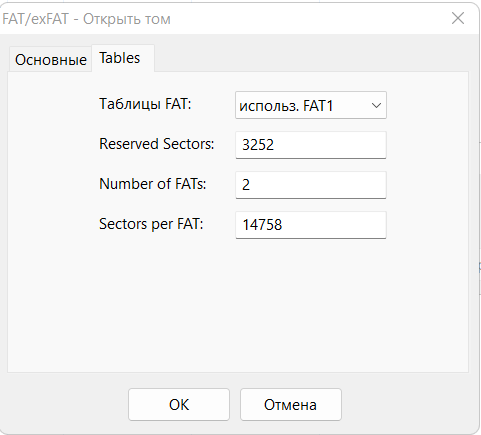 FAT/exFAT - Открыть том
Основные Tables
Таблицы FAT: использ. FAT1
Reserved Sectors: 3252
Number of FATs: 2
Sectors per FAT: 14758
OK Отмена